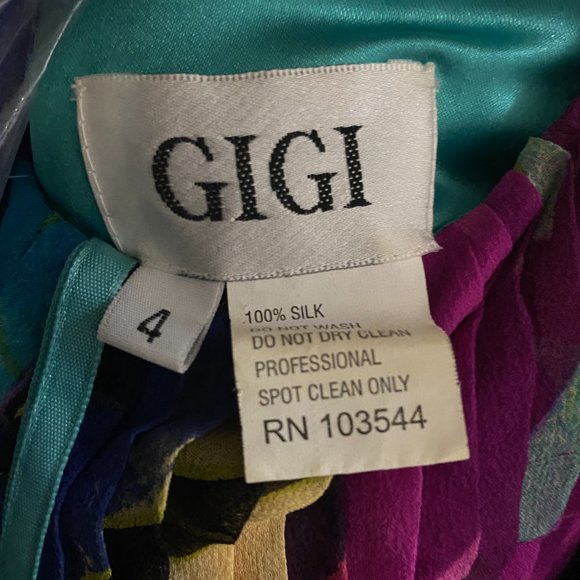 GIGI
4
100% SILK
DO NOT WASH
DO NOT DRY CLEAN
PROFESSIONAL
SPOT CLEAN ONLY
RN 103544